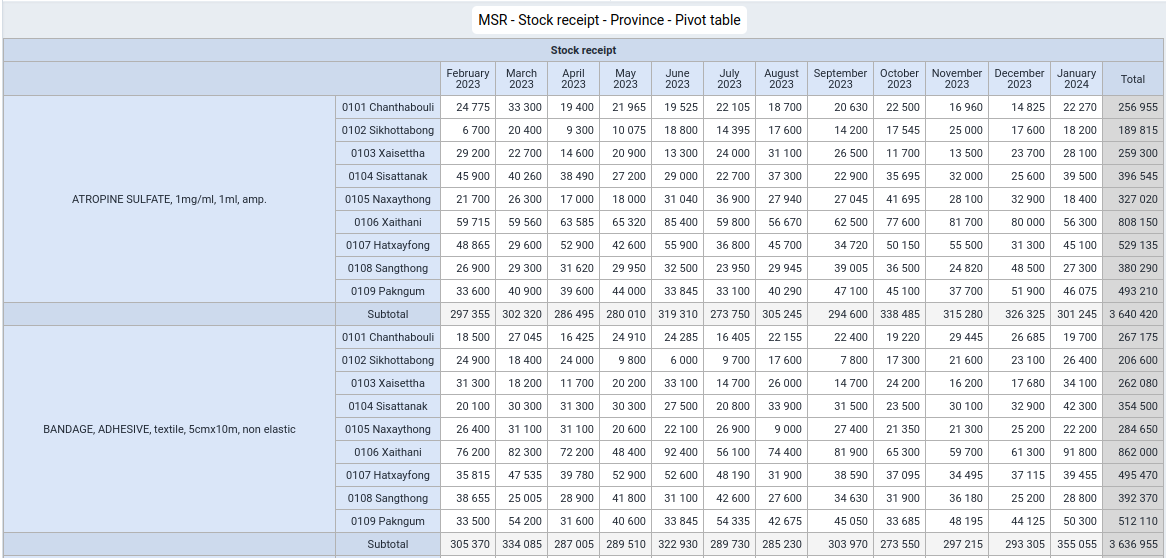 MSR - Stock receipt - Province - Pivot table
Stock receipt
February 2023 March 2023 April 2023 May 2023 June 2023 July 2023 August 2023 September 2023 October 2023 November 2023 December 2023 January 2024 Total
ATROPINE SULFATE, 1mg/ml, 1ml, amp.
0101 Chanthabouli 24 775 33 300 19 400 21 965 19 525 22 105 18 700 20 630 22 500 16 960 14 825 22 270 256 955
0102 Sikhottabong 6 700 20 400 9 300 10 075 18 800 14 395 17 600 14 200 17 545 25 000 17 600 18 200 189 815
0103 Xaisettha 29 200 22 700 14 600 20 900 13 300 24 000 31 100 26 500 11 700 13 500 23 700 28 100 259 300
0104 Sisattanak 45 900 40 260 38 490 27 200 29 000 22 700 37 300 22 900 35 695 32 000 25 600 39 500 396 545
0105 Naxaythong 21 700 26 300 17 000 18 000 31 040 36 900 27 940 27 045 41 695 28 100 32 900 18 400 327 020
0106 Xaithani 59 715 59 560 63 585 65 320 85 400 59 800 56 670 62 500 77 600 81 700 80 000 56 300 808 150
0107 Hatxayfong 48 865 29 600 52 900 42 600 55 900 36 800 45 700 34 720 50 150 55 500 31 300 45 100 529 135
0108 Sangthong 26 900 29 300 31 620 29 950 32 500 23 950 29 945 39 005 36 500 24 820 48 500 27 300 380 290
0109 Pakngum 33 600 40 900 39 600 44 000 33 845 33 100 40 290 47 100 45 100 37 700 51 900 46 075 493 210
Subtotal 297 355 302 320 286 495 280 010 319 310 273 750 305 245 294 600 338 485 315 280 326 325 301 245 3 640 420
BANDAGE, ADHESIVE, textile, 5cmx10m, non elastic
0101 Chanthabouli 18 500 27 045 16 425 24 910 24 285 16 405 22 155 22 400 19 220 29 445 26 685 19 700 267 175
0102 Sikhottabong 24 900 18 400 24 000 9 800 6 000 9 700 17 600 7 800 17 300 21 600 23 100 26 400 206 600
0103 Xaisettha 31 300 18 200 11 700 20 200 33 100 14 700 26 000 14 700 24 200 16 200 17 680 34 100 262 080
0104 Sisattanak 20 100 30 300 31 300 30 300 27 500 20 800 33 900 31 500 23 500 30 100 32 900 42 300 354 500
0105 Naxaythong 26 400 31 100 31 100 20 600 22 100 26 900 9 000 27 400 21 350 21 300 25 200 22 200 284 650
0106 Xaithani 76 200 82 300 72 200 48 400 92 400 56 100 74 400 81 900 65 300 59 700 61 300 91 800 862 000
0107 Hatxayfong 35 815 47 535 39 780 52 900 52 600 48 190 31 900 38 590 37 095 34 495 37 115 39 455 495 470
0108 Sangthong 38 655 25 005 28 900 41 800 31 100 42 600 27 600 34 630 31 900 36 180 25 200 28 800 392 370
0109 Pakngum 33 500 54 200 31 600 40 600 33 845 54 335 42 675 45 050 33 685 48 195 44 125 50 300 512 110
Subtotal 305 370 334 085 287 005 289 510 322 930 289 730 285 230 303 970 273 550 297 215 293 305 355 055 3 636 955